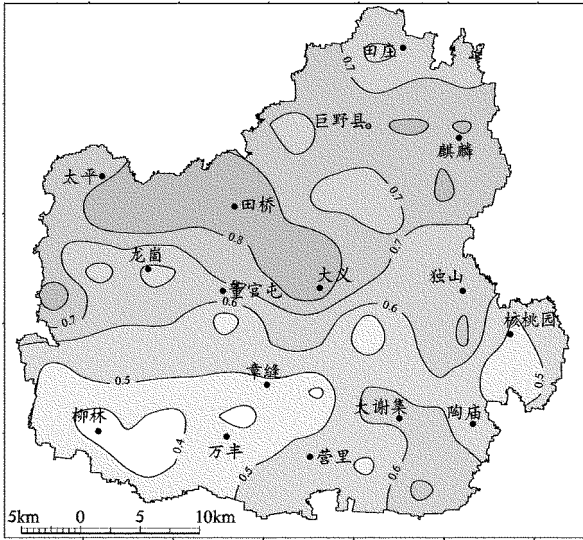 田庄
0.7
巨野县
麒麟
太平
田桥
0.7
0.7
0.8
龙崮
大义
独山
董官屯
0.6
0.6
核桃园
0.7
0.5
章缝
0.5
大谢集
陶庙
柳林
0.4
万丰
营里
0.5
0.6
5km 0 5 10km